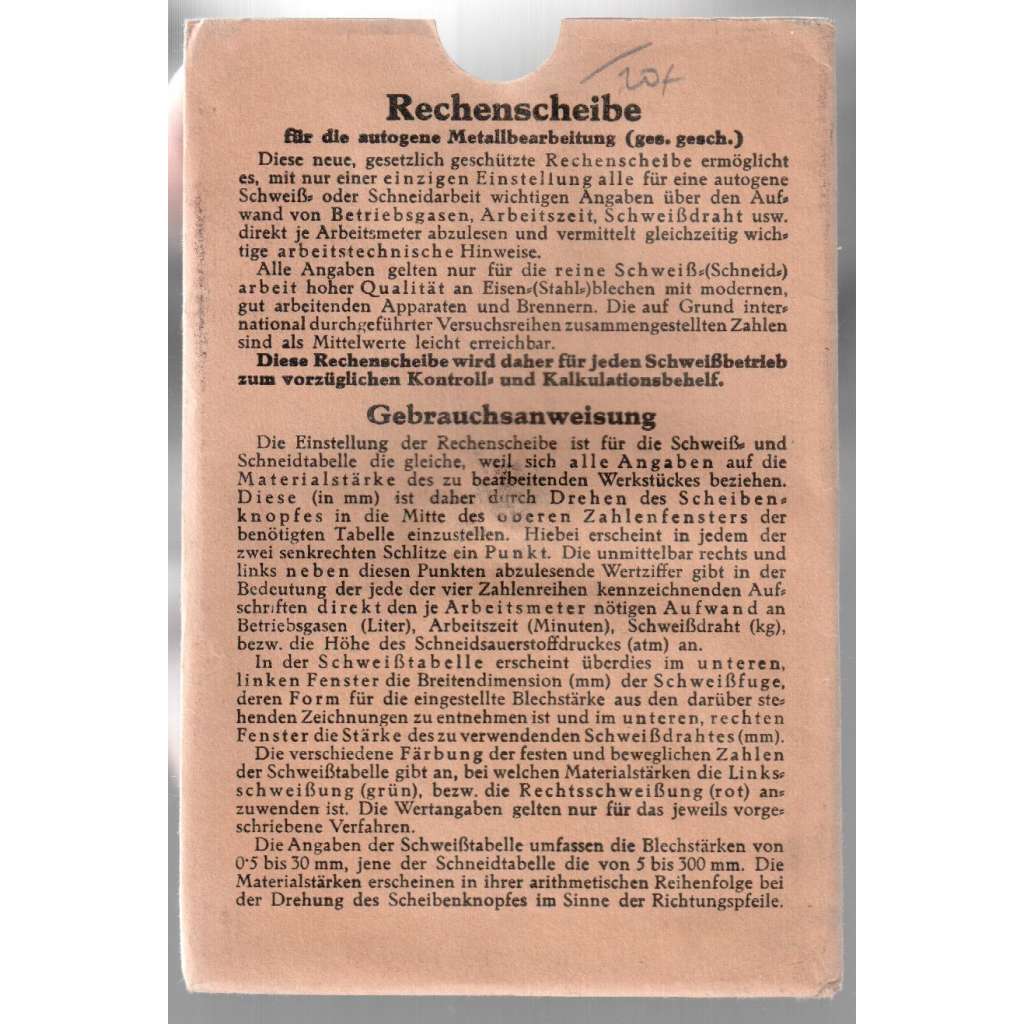 20f
Rechenscheibe
für die autogene Metallbearbeitung (ges. gesch.)
Diese neue, gesetzlich geschützte Rechenscheibe ermöglicht
es, mit nur einer einzigen Einstellung alle für eine autogene
Schweiß- oder Schneidarbeit wichtigen Angaben über den Auf-
wand von Betriebsgasen, Arbeitszeit, Schweißdraht usw.
direkt je Arbeitsmeter abzulesen und vermittelt gleichzeitig wich-
tige arbeitstechnische Hinweise.
Alle Angaben gelten nur für die reine Schweiß-(Schneid-)
arbeit hoher Qualität an Eisen-(Stahl-)blechen mit modernen,
gut arbeitenden Apparaten und Brennern. Die auf Grund inter-
national durchgeführter Versuchsreihen zusammengestellten Zahlen
sind als Mittelwerte leicht erreichbar.
Diese Rechenscheibe wird daher für jeden Schweißbetrieb
zum vorzüglichen Kontroll- und Kalkulationsbehelf.
Gebrauchsanweisung
Die Einstellung der Rechenscheibe ist für die Schweiß- und
Schneidtabelle die gleiche, weil sich alle Angaben auf die
Materialstärke des zu bearbeitenden Werkstückes beziehen.
Diese (in mm) ist daher durch Drehen des Scheiben-
knopfes in die Mitte des oberen Zahlenfensters der
benötigten Tabelle einzustellen. Hiebei erscheint in jedem der
zwei senkrechten Schlitze ein Punkt. Die unmittelbar rechts und
links neben diesen Punkten abzulesende Wertziffer gibt in der
Bedeutung der jede der vier Zahlenreihen kennzeichnenden Auf-
schriften direkt den je Arbeitsmeter nötigen Aufwand an
Betriebsgasen (Liter), Arbeitszeit (Minuten), Schweißdraht (kg),
bezw. die Höhe des Schneidsauerstoffdruckes (atm) an.
In der Schweißtabelle erscheint überdies im unteren,
linken Fenster die Breitendimension (mm) der Schweißfuge,
deren Form für die eingestellte Blechstärke aus den darüber ste-
henden Zeichnungen zu entnehmen ist und im unteren, rechten
Fenster die Stärke des zu verwendenden Schweißdrahtes (mm).
Die verschiedene Färbung der festen und beweglichen Zahlen
der Schweißtabelle gibt an, bei welchen Materialstärken die Links-
schweißung (grün), bezw. die Rechtsschweißung (rot) an-
zuwenden ist. Die Wertangaben gelten nur für das jeweils vorge-
schriebene Verfahren.
Die Angaben der Schweißtabelle umfassen die Blechstärken von
0·5 bis 30 mm, jene der Schneidtabelle die von 5 bis 300 mm. Die
Materialstärken erscheinen in ihrer arithmetischen Reihenfolge bei
der Drehung des Scheibenknopfes im Sinne der Richtungspfeile.